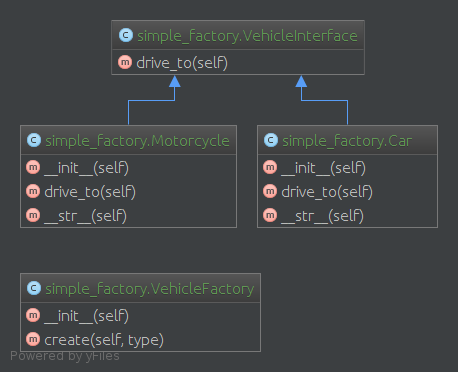 simple_factory.VehicleInterface
drive_to(self)
simple_factory.Motorcycle
__init__(self)
drive_to(self)
__str__(self)
simple_factory.Car
__init__(self)
drive_to(self)
__str__(self)
simple_factory.VehicleFactory
__init__(self)
create(self, type)
Powered by yFiles